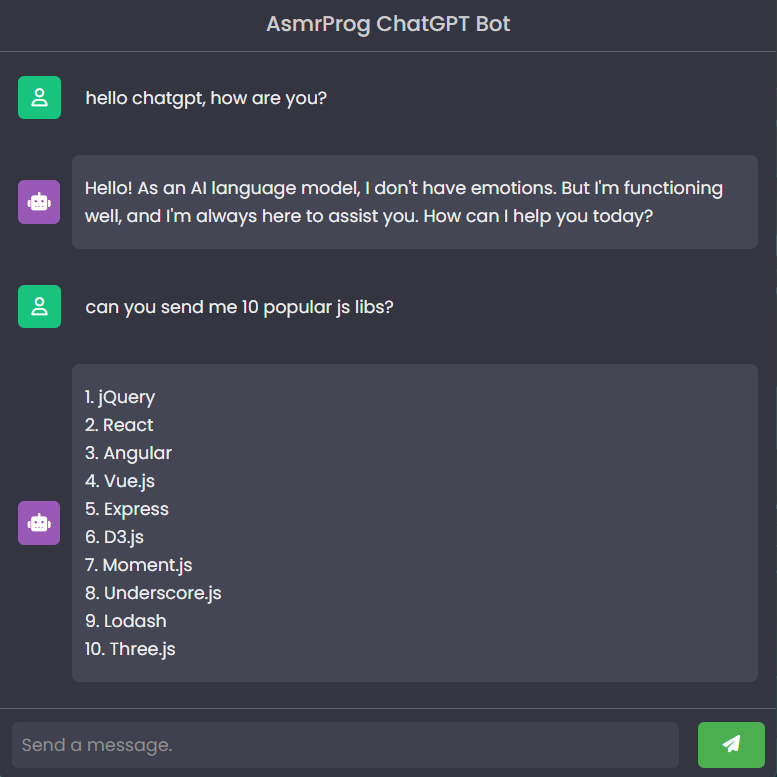 AsmrProg ChatGPT Bot
hello chatgpt, how are you?
Hello! As an AI language model, I don't have emotions. But I'm functioning
well, and I'm always here to assist you. How can I help you today?
can you send me 10 popular js libs?
1. jQuery
2. React
3. Angular
4. Vue.js
5. Express
6. D3.js
7. Moment.js
8. Underscore.js
9. Lodash
10. Three.js
Send a message.